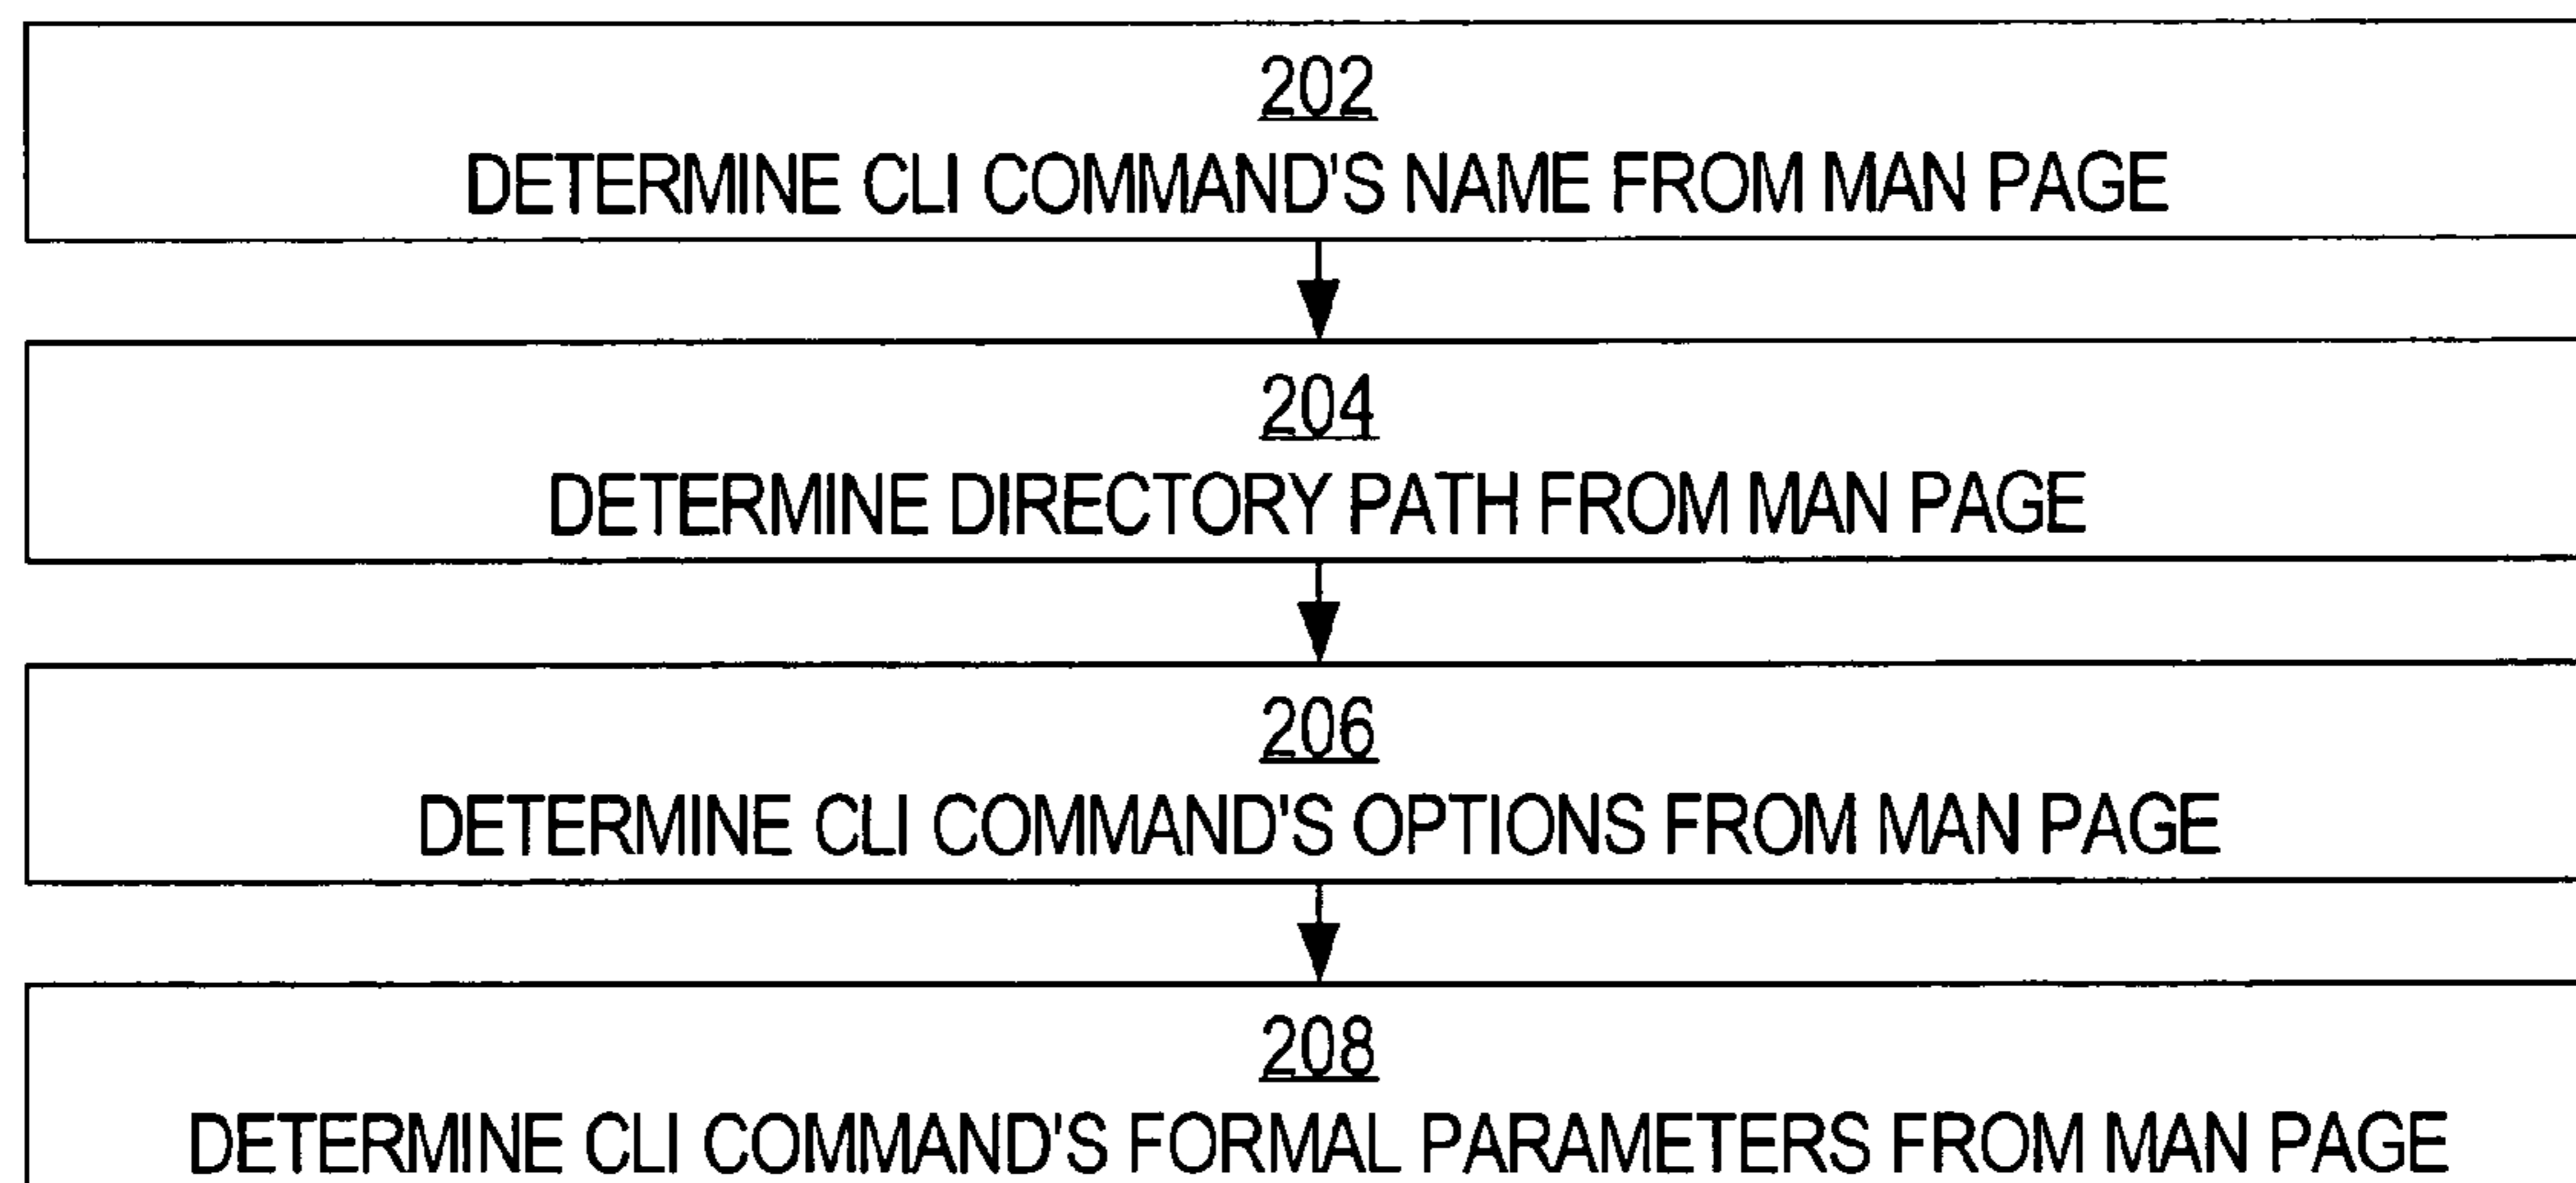 202
DETERMINE CLI COMMAND'S NAME FROM MAN PAGE
204
DETERMINE DIRECTORY PATH FROM MAN PAGE
206
DETERMINE CLI COMMAND'S OPTIONS FROM MAN PAGE
208
DETERMINE CLI COMMAND'S FORMAL PARAMETERS FROM MAN PAGE